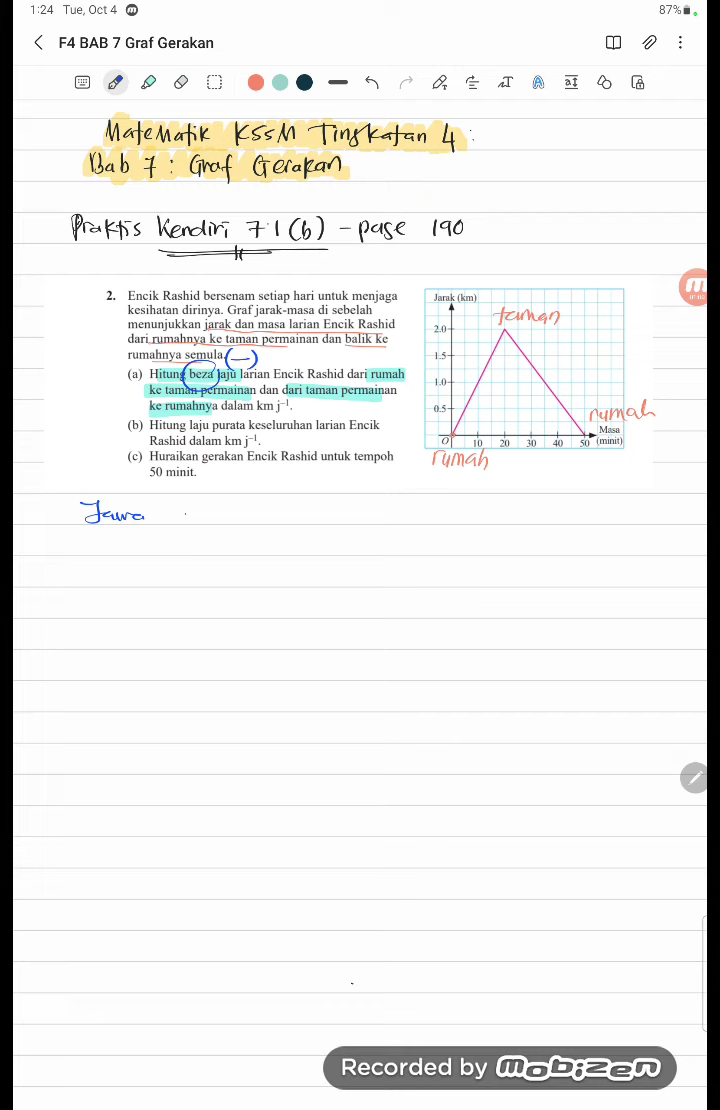 1:24 Tue, Oct 4
87%
F4 BAB 7 Graf Gerakan
Matematik KSSM Tingkatan 4 :
Bab 7 : Graf Gerakan
Praktis Kendiri 7.1 (b) - page 190
2. Encik Rashid bersenam setiap hari untuk menjaga
kesihatan dirinya. Graf jarak-masa di sebelah
menunjukkan jarak dan masa larian Encik Rashid
dari rumahnya ke taman permainan dan balik ke
rumahnya semula. (-)
(a) Hitung beza laju larian Encik Rashid dari rumah
ke taman permainan dan dari taman permainan
ke rumahnya dalam km j⁻¹.
(b) Hitung laju purata keseluruhan larian Encik
Rashid dalam km j⁻¹.
(c) Huraikan gerakan Encik Rashid untuk tempoh
50 minit.
Jarak (km)
taman
2.0
1.5
1.0
0.5
rumah
Masa
O 10 20 30 40 50 (minit)
rumah
Jawa
Recorded by mobizen